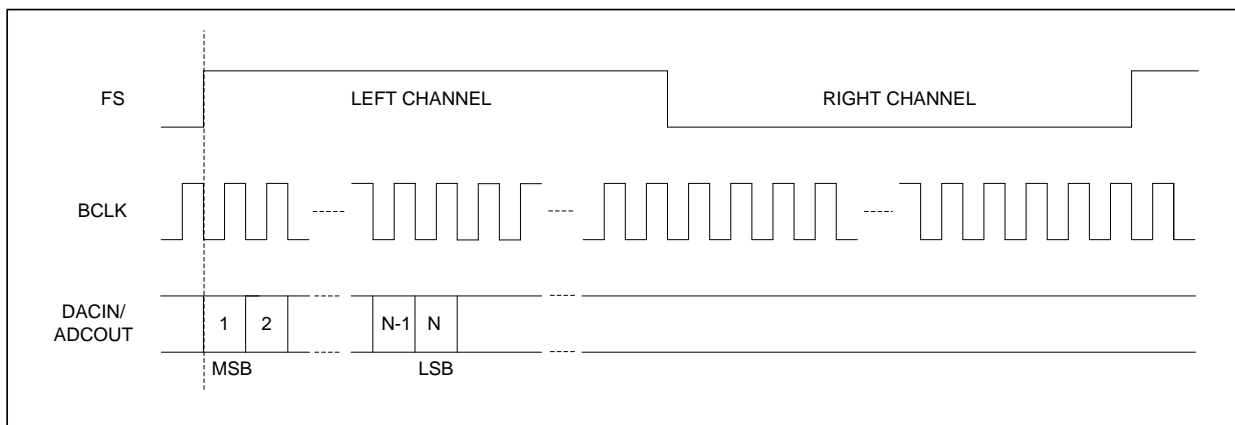 FS
LEFT CHANNEL
RIGHT CHANNEL
BCLK
DACIN/
ADCOUT
1
2
N-1
N
MSB
LSB